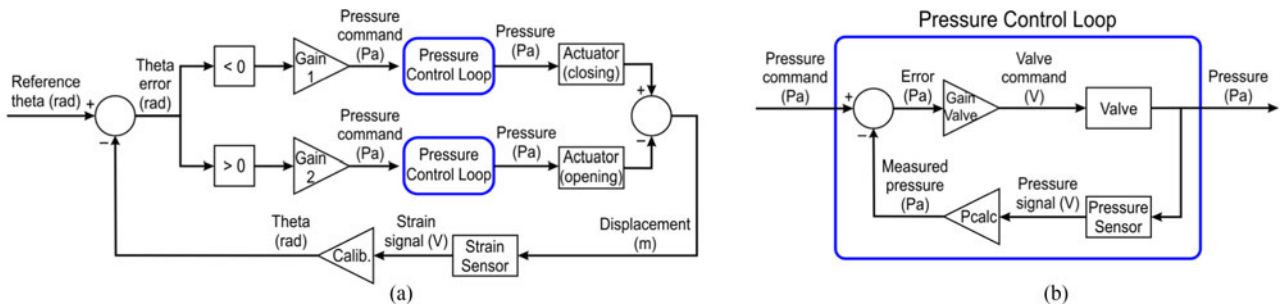 Reference
theta (rad)
+
−
Theta
error
(rad)
< 0
Gain
1
Pressure
command
(Pa)
Pressure
Control Loop
Pressure
(Pa)
Actuator
(closing)
+
−
> 0
Gain
2
Pressure
command
(Pa)
Pressure
Control Loop
Pressure
(Pa)
Actuator
(opening)
Displacement
(m)
Strain
Sensor
Strain
signal (V)
Calib.
Theta
(rad)
(a)
Pressure Control Loop
Pressure
command
(Pa)
+
−
Error
(Pa)
Gain
Valve
Valve
command
(V)
Valve
Pressure
(Pa)
Measured
pressure
(Pa)
Pcalc
Pressure
signal (V)
Pressure
Sensor
(b)